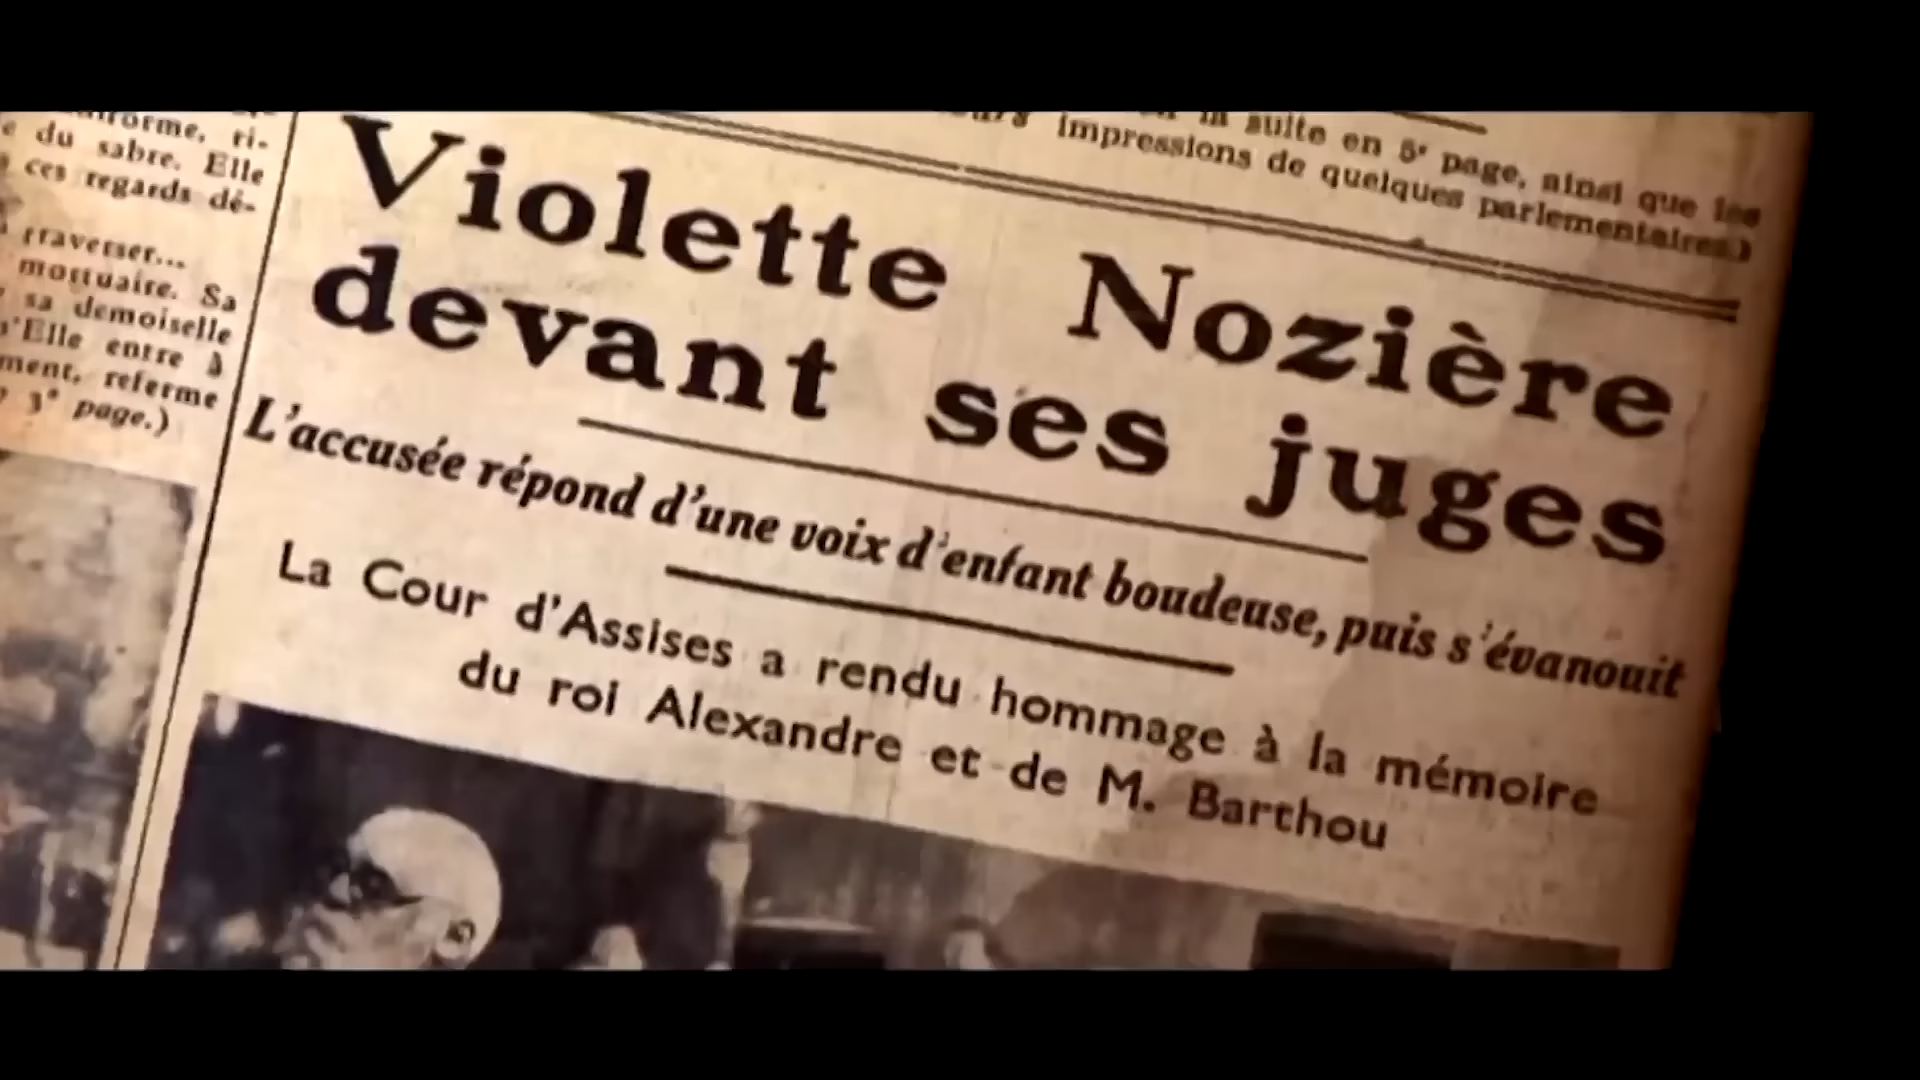 ri-
e du sabre. Elle
ces regards dé-
traverser...
mortuaire. Sa
sa demoiselle
s'Elle entre à
ment, referme
3e page.)
la suite en 5e page, ainsi que les
impressions de quelques parlementaires.)
Violette Nozière
devant ses juges
L'accusée répond d'une voix d'enfant boudeuse, puis s'évanouit
La Cour d'Assises a rendu hommage à la mémoire
du roi Alexandre et de M. Barthou